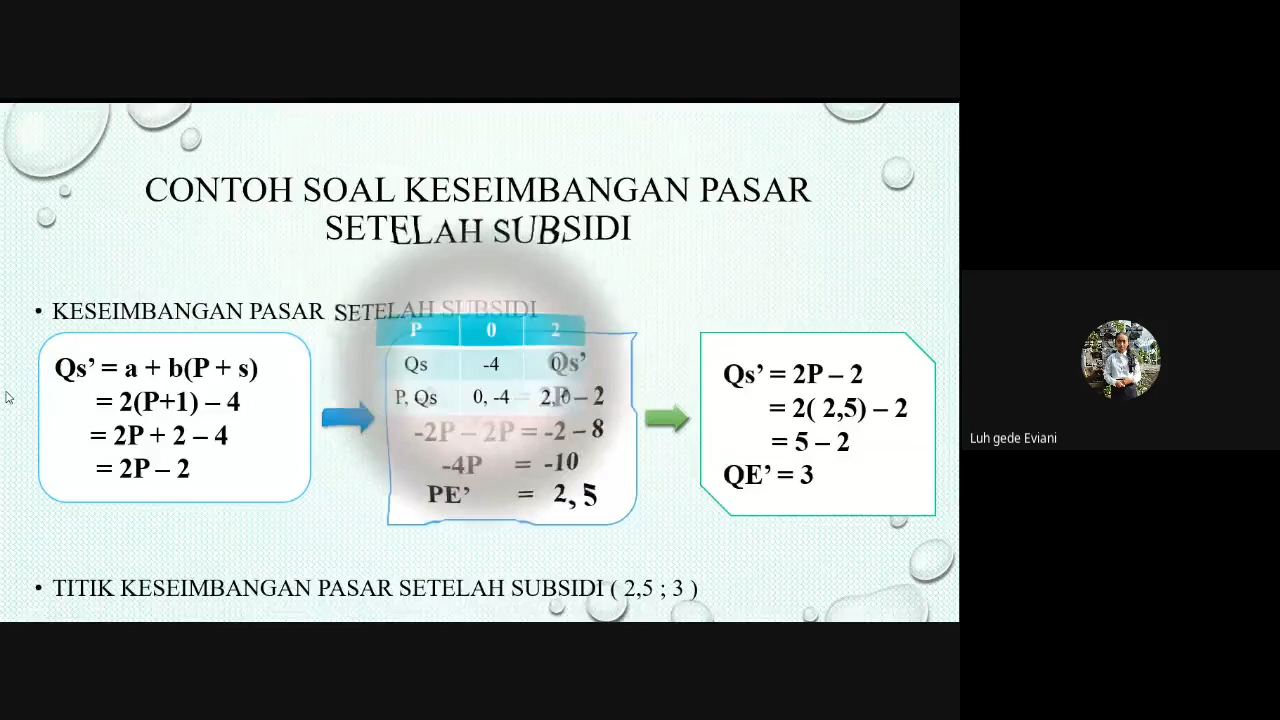 CONTOH SOAL KESEIMBANGAN PASAR
SETELAH SUBSIDI
• KESEIMBANGAN PASAR SETELAH SUBSIDI
Qs’ = a + b(P + s)
= 2(P+1) – 4
= 2P + 2 – 4
= 2P – 2
P 0 2
Qs -4 0 Qs’
P, Qs 0, -4 = 2P – 2
-2P – 2P = -2 – 8
-4P = -10
PE’ = 2,5
Qs’ = 2P – 2
= 2( 2,5) – 2
= 5 – 2
QE’ = 3
• TITIK KESEIMBANGAN PASAR SETELAH SUBSIDI ( 2,5 ; 3 )
Luh gede Eviani